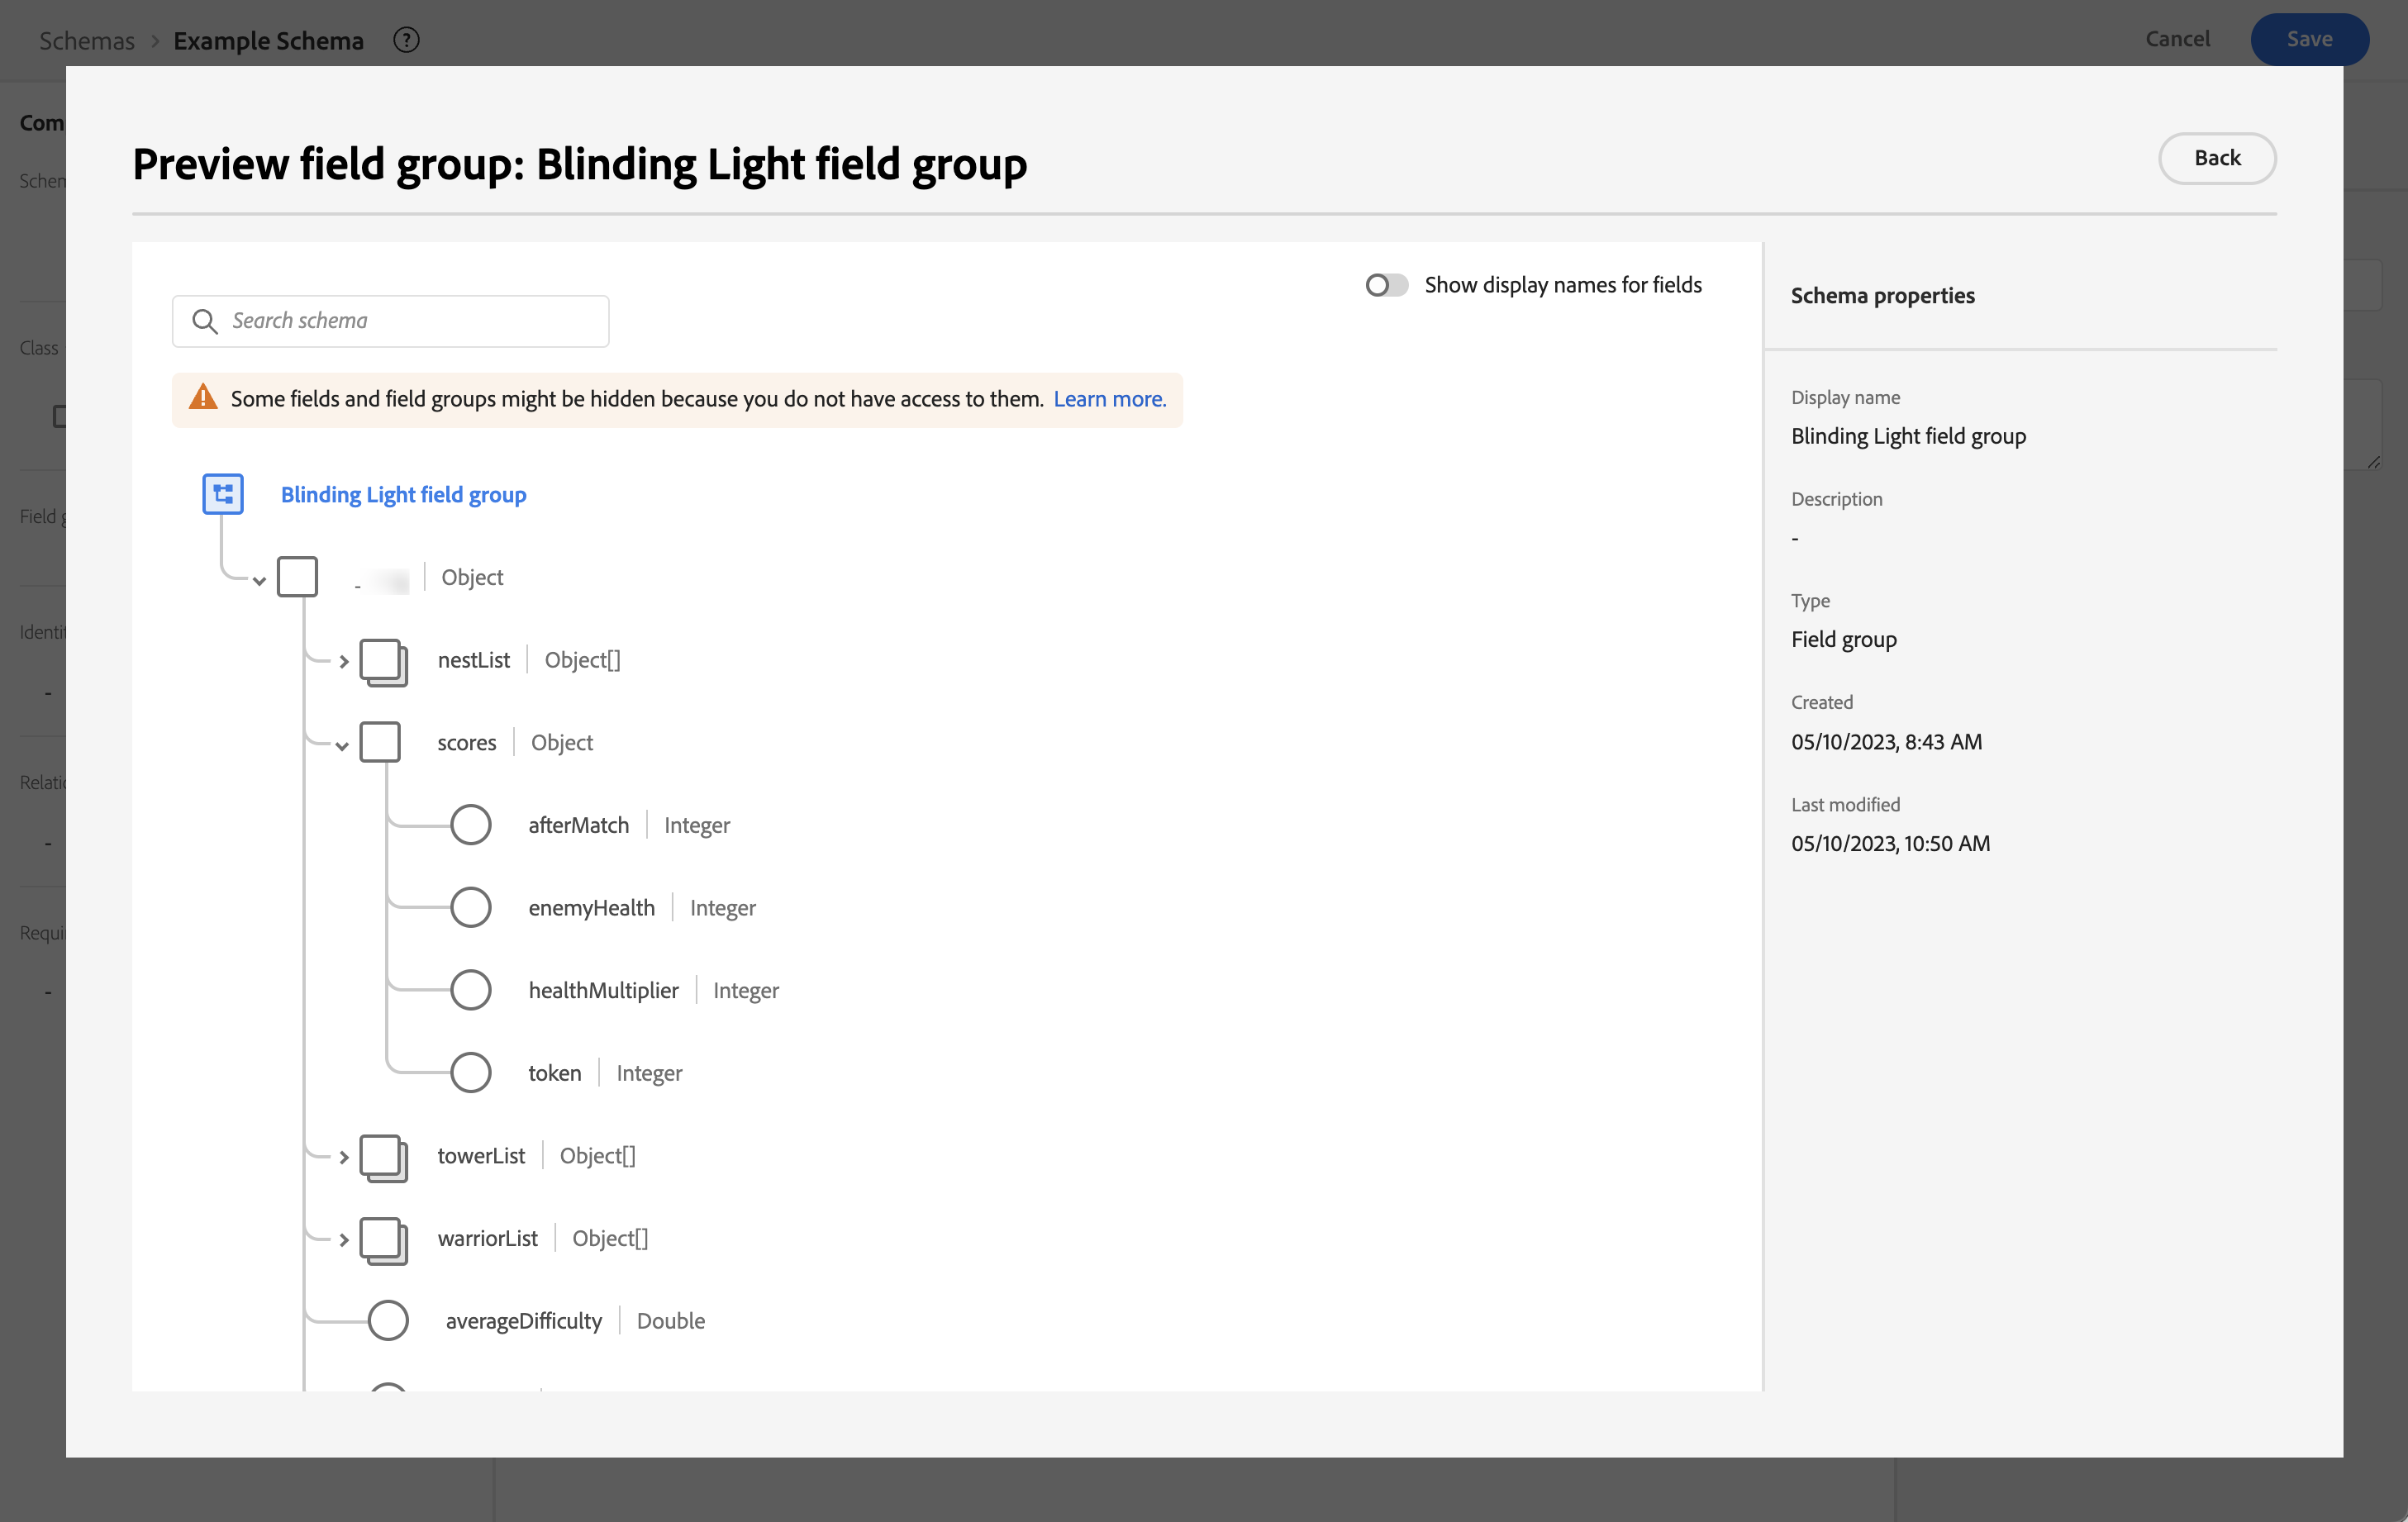 Schemas > Example Schema ?
Cancel
Save
Com
Schem
Class
Field g
Identit
-
Relatio
-
Requi
-
Preview field group: Blinding Light field group
Back
Show display names for fields
Search schema
Some fields and field groups might be hidden because you do not have access to them. Learn more.
Blinding Light field group
_ Object
nestList Object[]
scores Object
afterMatch Integer
enemyHealth Integer
healthMultiplier Integer
token Integer
towerList Object[]
warriorList Object[]
averageDifficulty Double
Schema properties
Display name
Blinding Light field group
Description
-
Type
Field group
Created
05/10/2023, 8:43 AM
Last modified
05/10/2023, 10:50 AM